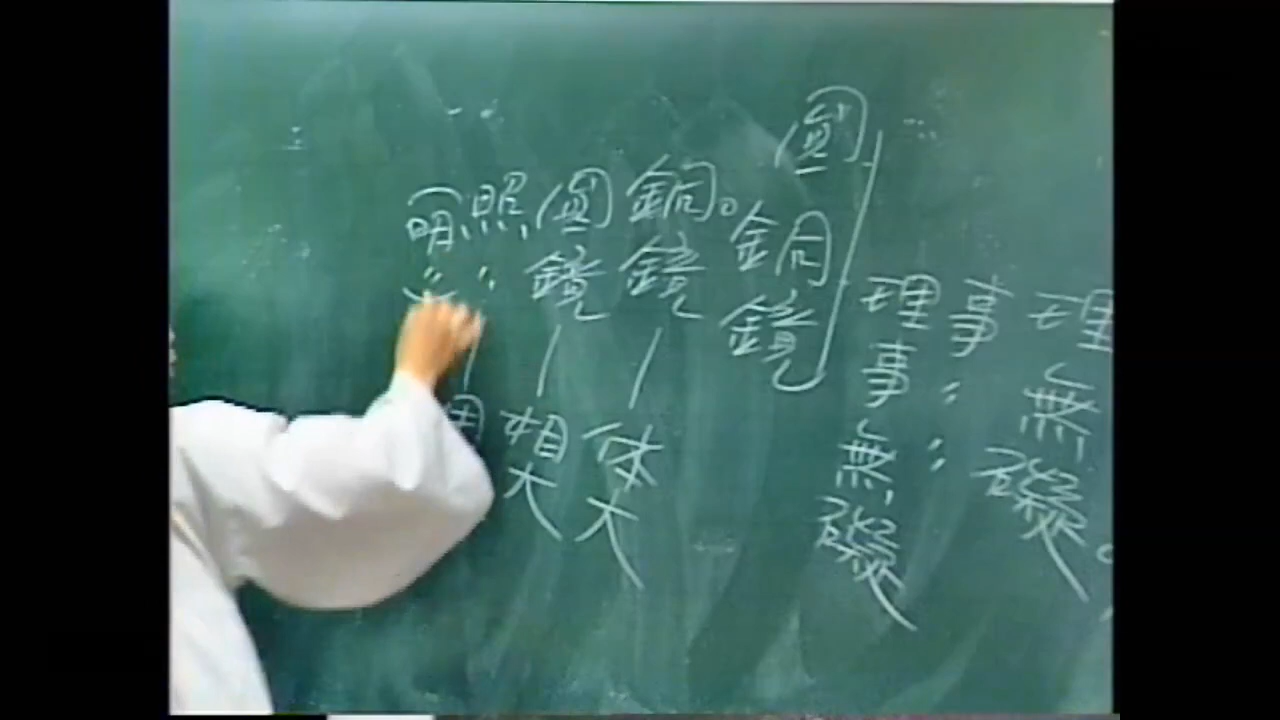 理無礙。
事〃〃
理事無礙
圓銅鏡
銅鏡—体大
圓鏡—相大
照〃—用
(明〃)